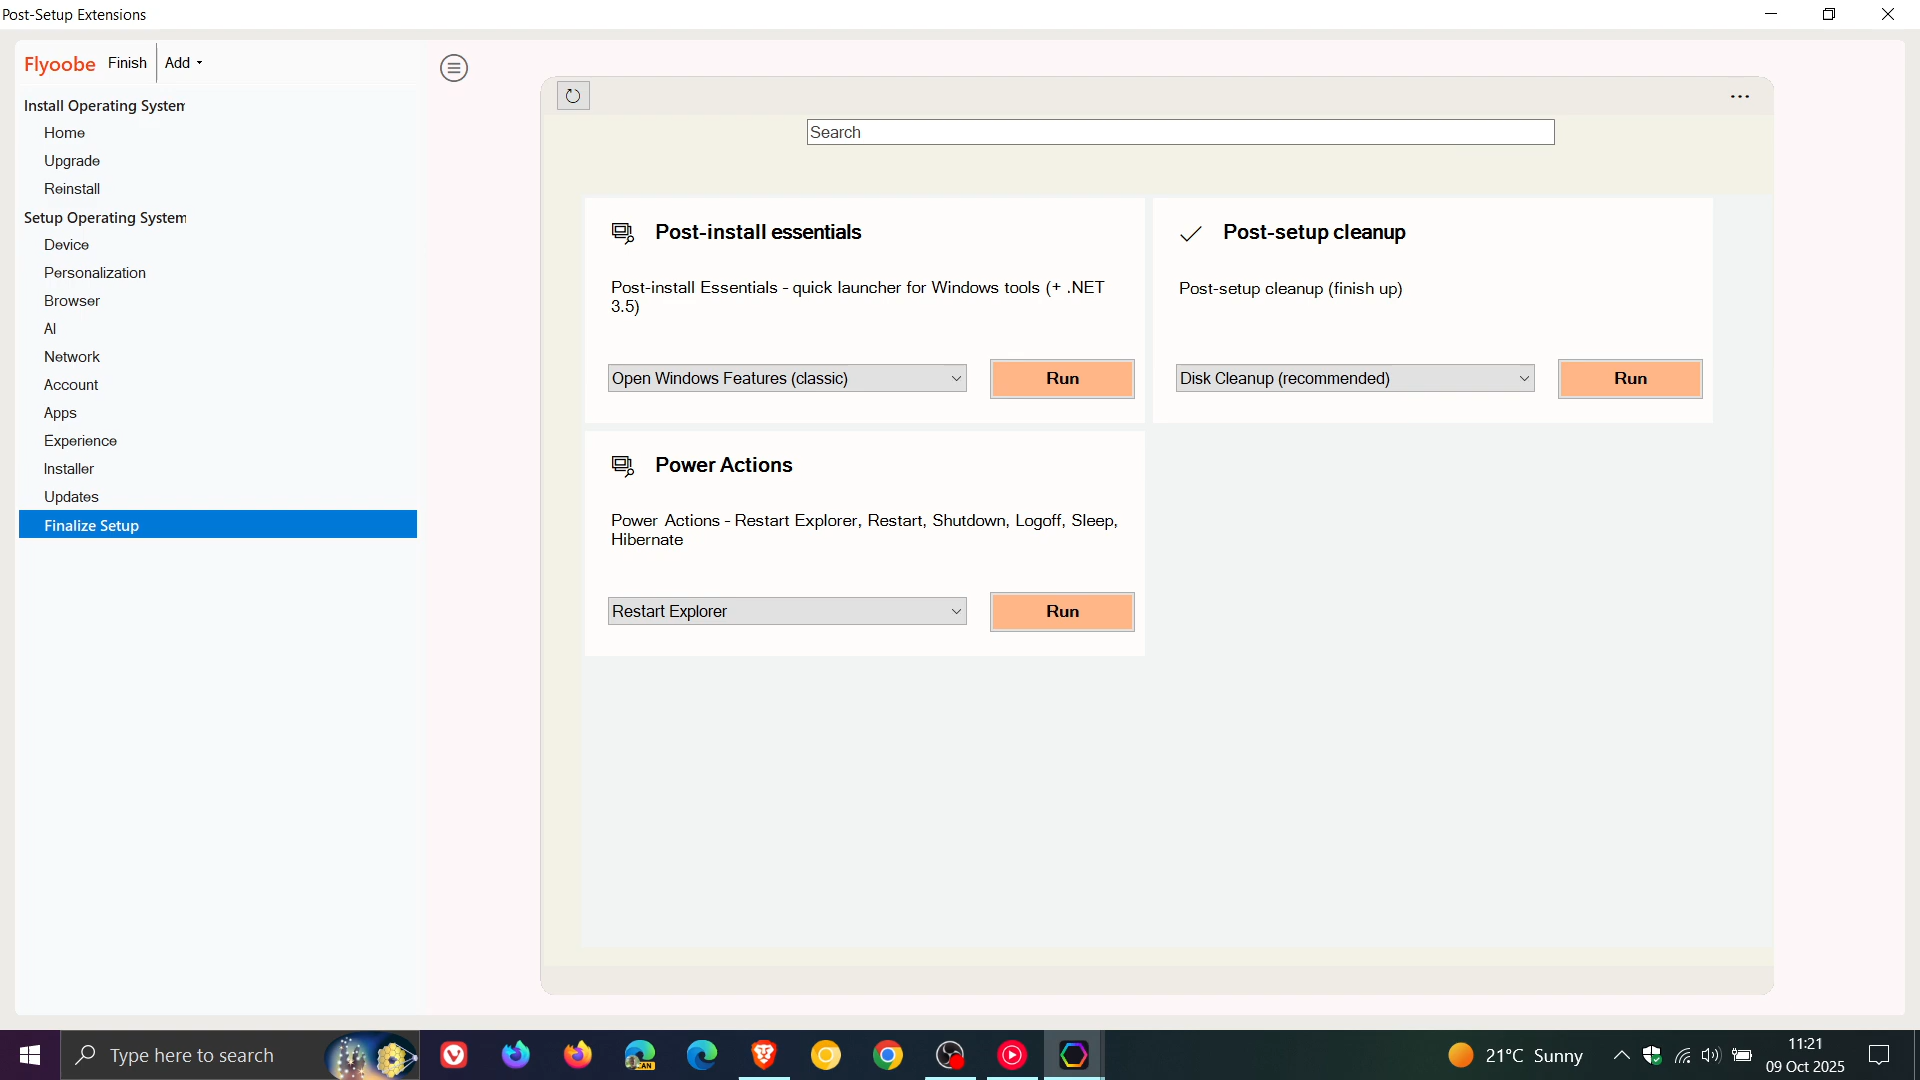 Post-Setup Extensions
Flyoobe Finish Add
Install Operating System
Home
Upgrade
Reinstall
Setup Operating System
Device
Personalization
Browser
AI
Network
Account
Apps
Experience
Installer
Updates
Finalize Setup
Search
Post-install essentials
Post-install Essentials - quick launcher for Windows tools (+ .NET
3.5)
Open Windows Features (classic) Run
Post-setup cleanup
Post-setup cleanup (finish up)
Disk Cleanup (recommended) Run
Power Actions
Power Actions - Restart Explorer, Restart, Shutdown, Logoff, Sleep,
Hibernate
Restart Explorer Run
Type here to search
CAN
21°C Sunny
11:21
09 Oct 2025